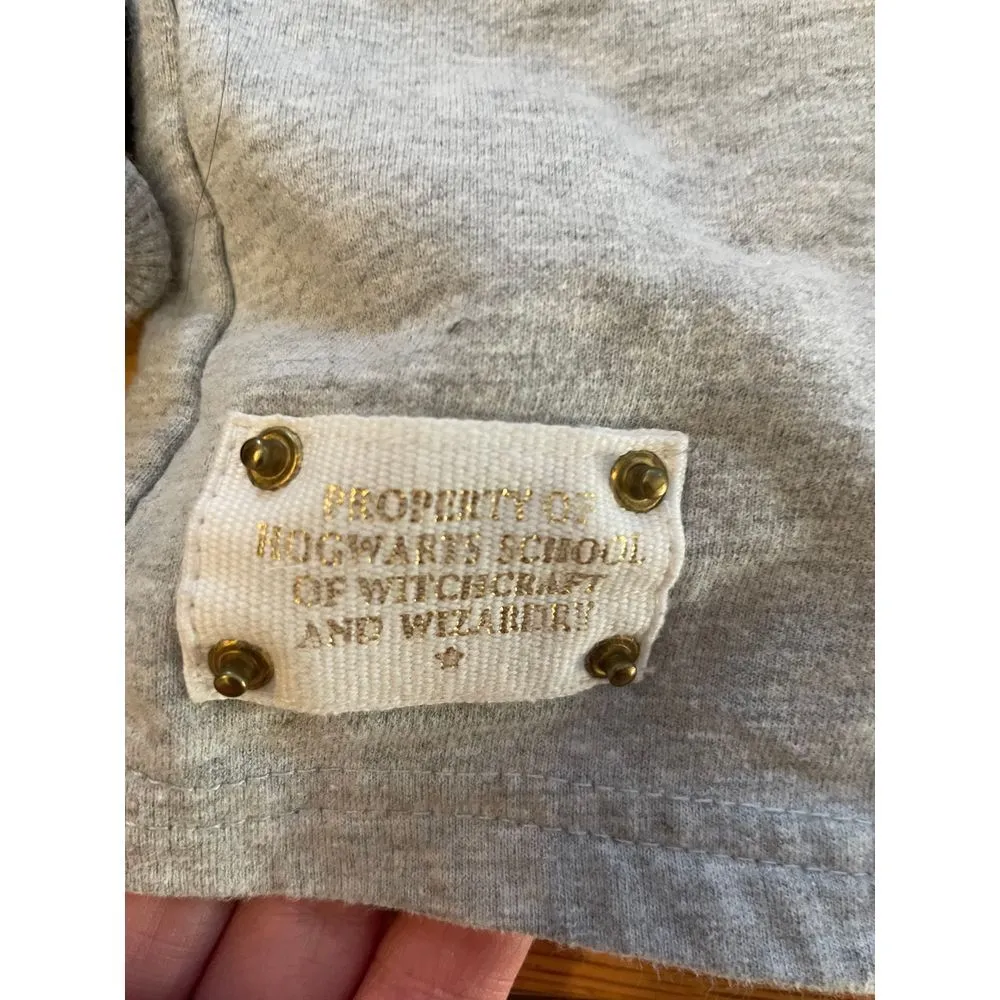 PROPERTY OF
HOGWARTS SCHOOL
OF WITCHCRAFT
AND WIZARDRY